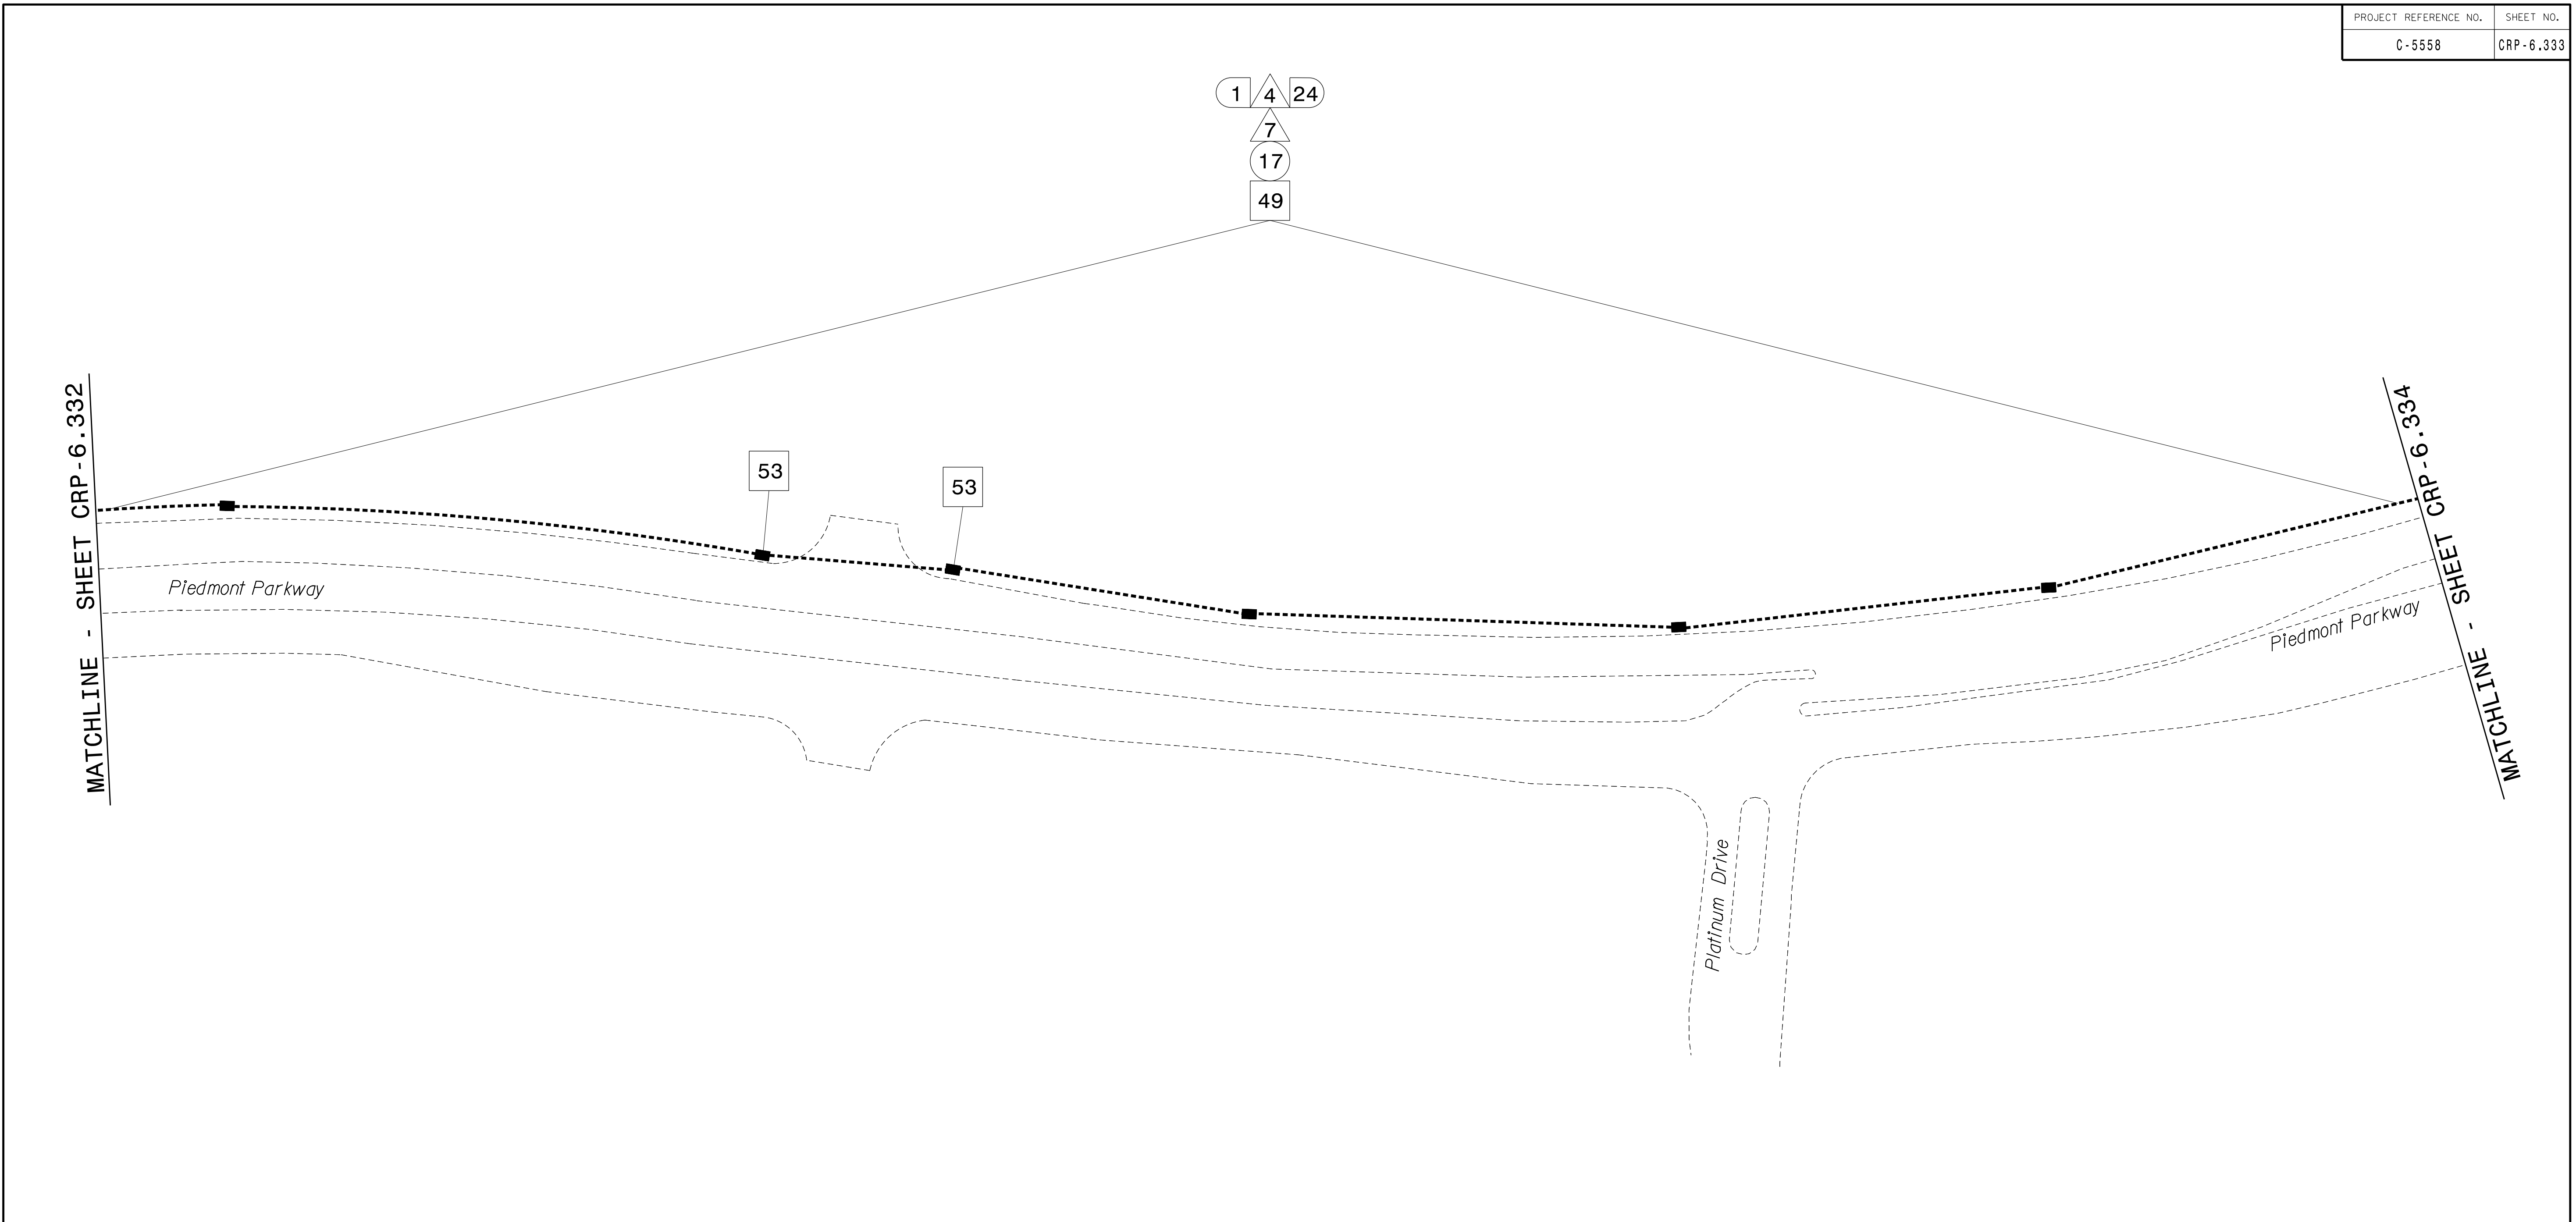 PROJECT REFERENCE NO. SHEET NO.
C-5558 CRP-6.333
1 4 24
7
17
49
MATCHLINE - SHEET CRP-6.332
MATCHLINE - SHEET CRP-6.334
53
53
Piedmont Parkway
Piedmont Parkway
Platinum Drive